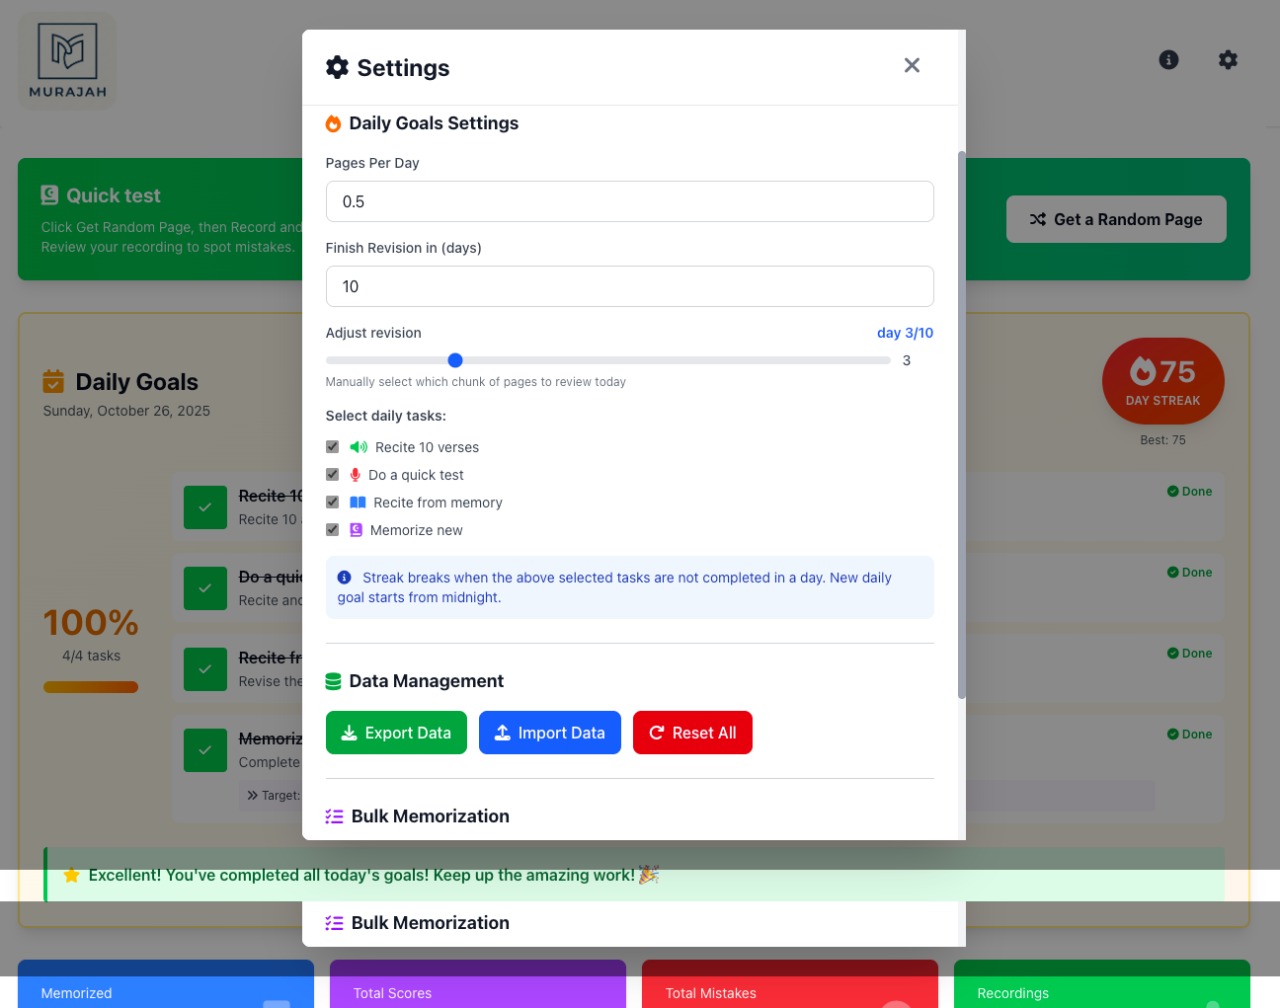 MURAJAH
Settings
Daily Goals Settings
Pages Per Day
0.5
Finish Revision in (days)
10
Adjust revision
day 3/10
3
Manually select which chunk of pages to review today
Select daily tasks:
Recite 10 verses
Do a quick test
Recite from memory
Memorize new
Streak breaks when the above selected tasks are not completed in a day. New daily
goal starts from midnight.
Data Management
Export Data
Import Data
Reset All
Bulk Memorization
Quick test
Click Get Random Page, then Record and
Review your recording to spot mistakes.
Get a Random Page
Daily Goals
Sunday, October 26, 2025
75
DAY STREAK
Best: 75
100%
4/4 tasks
Recite 10
Recite 10
Done
Do a quic
Recite and
Done
Recite fr
Revise the
Done
Memoriz
Complete
Done
Target:
Excellent! You've completed all today's goals! Keep up the amazing work! 🎉
Bulk Memorization
Memorized
Total Scores
Total Mistakes
Recordings